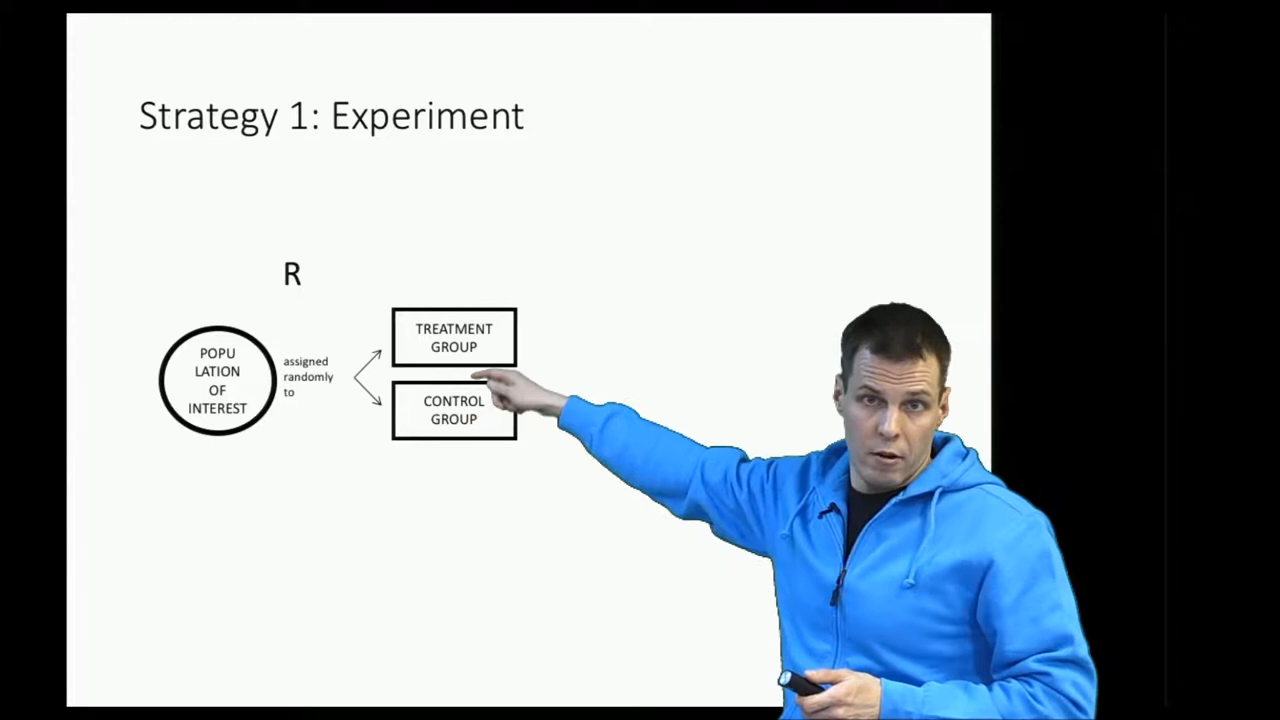 Strategy 1: Experiment
R
POPU
LATION
OF
INTEREST
assigned
randomly
to
TREATMENT
GROUP
CONTROL
GROUP